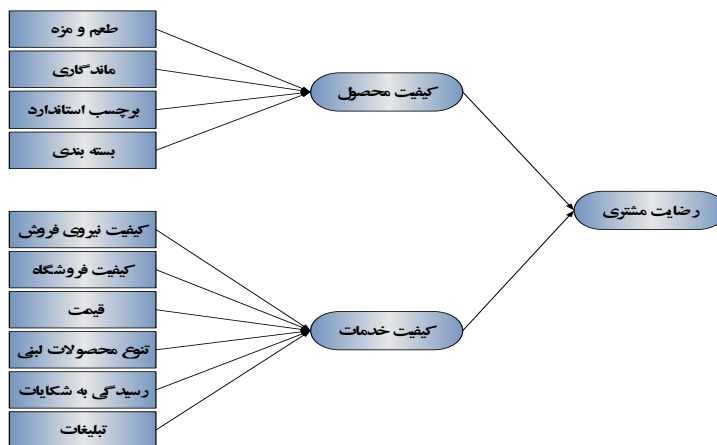 طعم و مزه
ماندگاری
برچسب استاندارد
بسته بندی
کیفیت محصول
رضایت مشتری
کیفیت نیروی فروش
کیفیت فروشگاه
قیمت
تنوع محصولات لبنی
رسیدگی به شکایات
تبلیغات
کیفیت خدمات